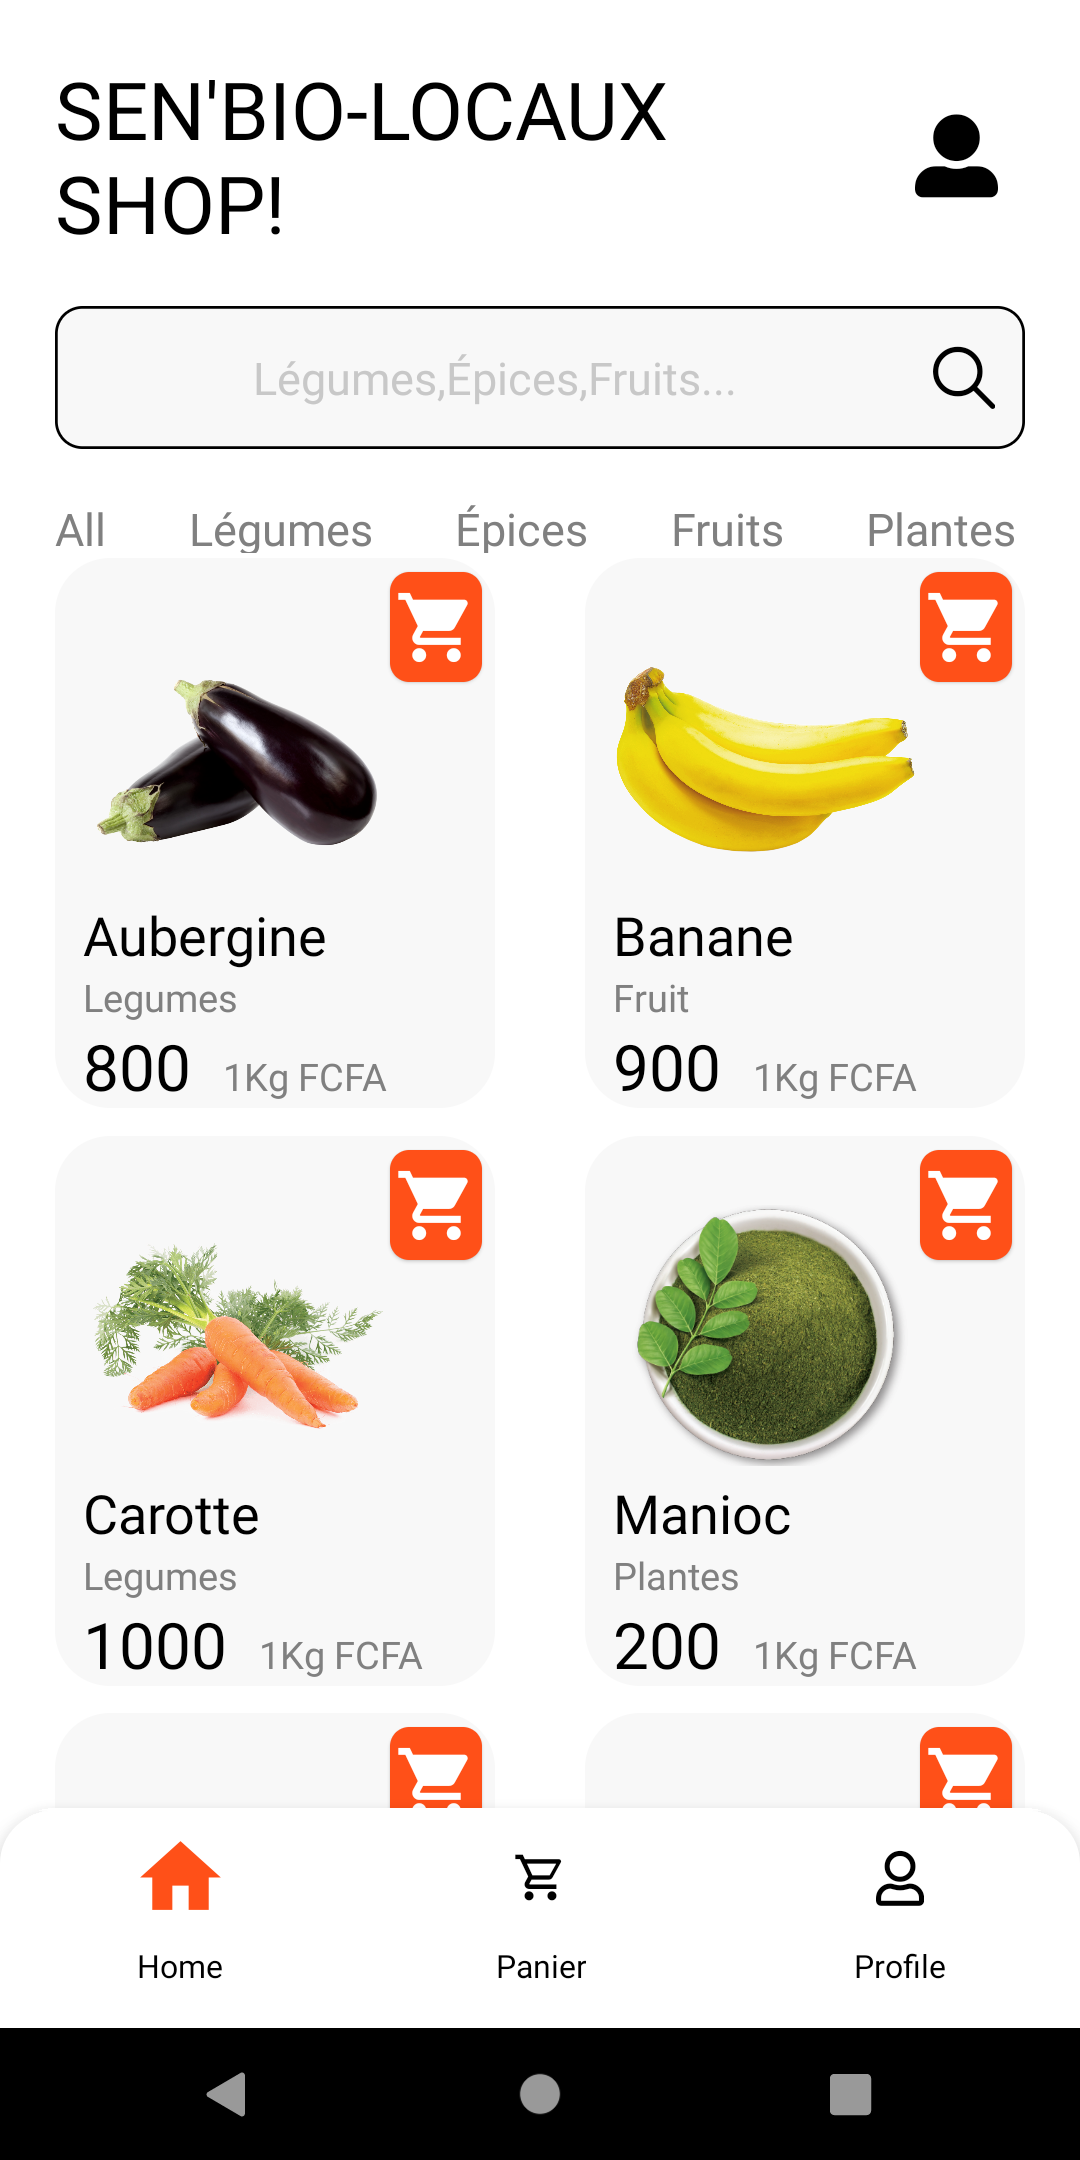 SEN'BIO-LOCAUX
SHOP!
Légumes,Épices,Fruits...
All Légumes Épices Fruits Plantes
Aubergine
Legumes
800 1Kg FCFA
Banane
Fruit
900 1Kg FCFA
Carotte
Legumes
1000 1Kg FCFA
Manioc
Plantes
200 1Kg FCFA
Home Panier Profile